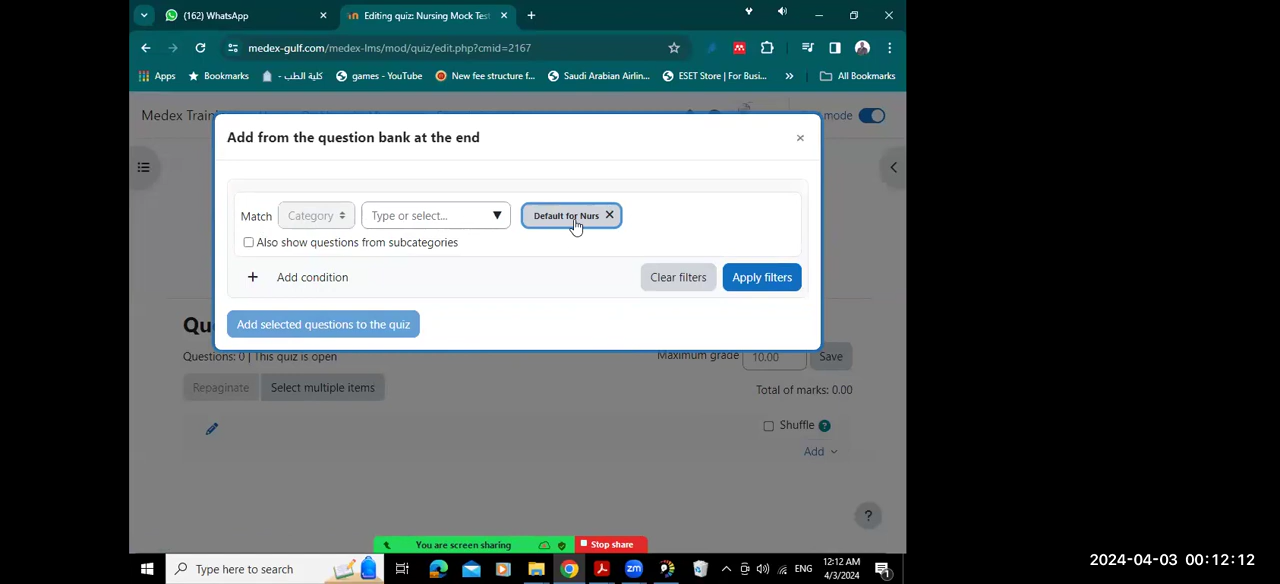 (162) WhatsApp
Editing quiz: Nursing Mock Tes
medex-gulf.com/medex-lms/mod/quiz/edit.php?cmid=2167
Apps
Bookmarks
كلية الطب -
games - YouTube
New fee structure f...
Saudi Arabian Airlin...
ESET Store | For Busi...
All Bookmarks
Medex Train
mode
Add from the question bank at the end
Match
Category
Type or select...
Default for Nurs
Also show questions from subcategories
Add condition
Clear filters
Apply filters
Add selected questions to the quiz
Qu
Questions: 0 | This quiz is open
Maximum grade
10.00
Save
Repaginate
Select multiple items
Total of marks: 0.00
Shuffle
Add
You are screen sharing
Stop share
Type here to search
ENG
12:12 AM
4/3/2024
2024-04-03 00:12:12